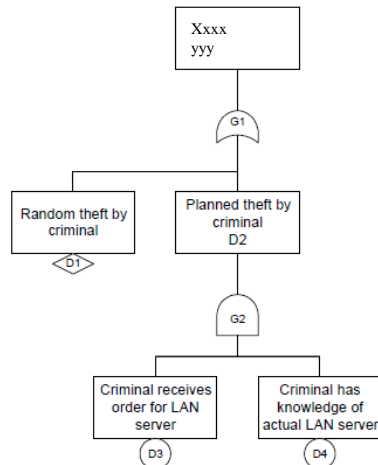 Xxxx
yyy
G1
Random theft by
criminal
D1
Planned theft by
criminal
D2
G2
Criminal receives
order for LAN
server
D3
Criminal has
knowledge of
actual LAN server
D4